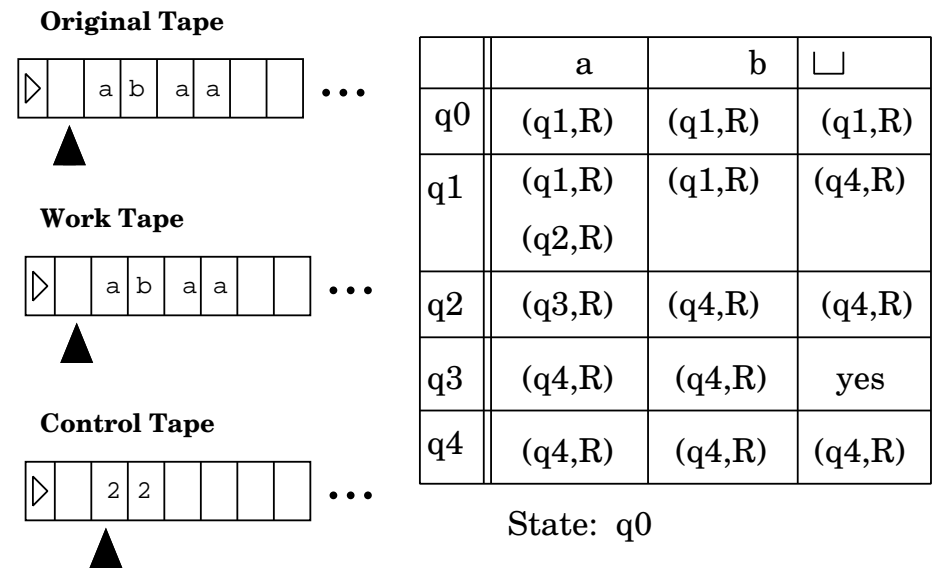 Original Tape
a b a a ...
Work Tape
a b a a ...
Control Tape
2 2 ...
a b ⊔
q0 (q1,R) (q1,R) (q1,R)
q1 (q1,R) (q1,R) (q4,R)
(q2,R)
q2 (q3,R) (q4,R) (q4,R)
q3 (q4,R) (q4,R) yes
q4 (q4,R) (q4,R) (q4,R)
State: q0